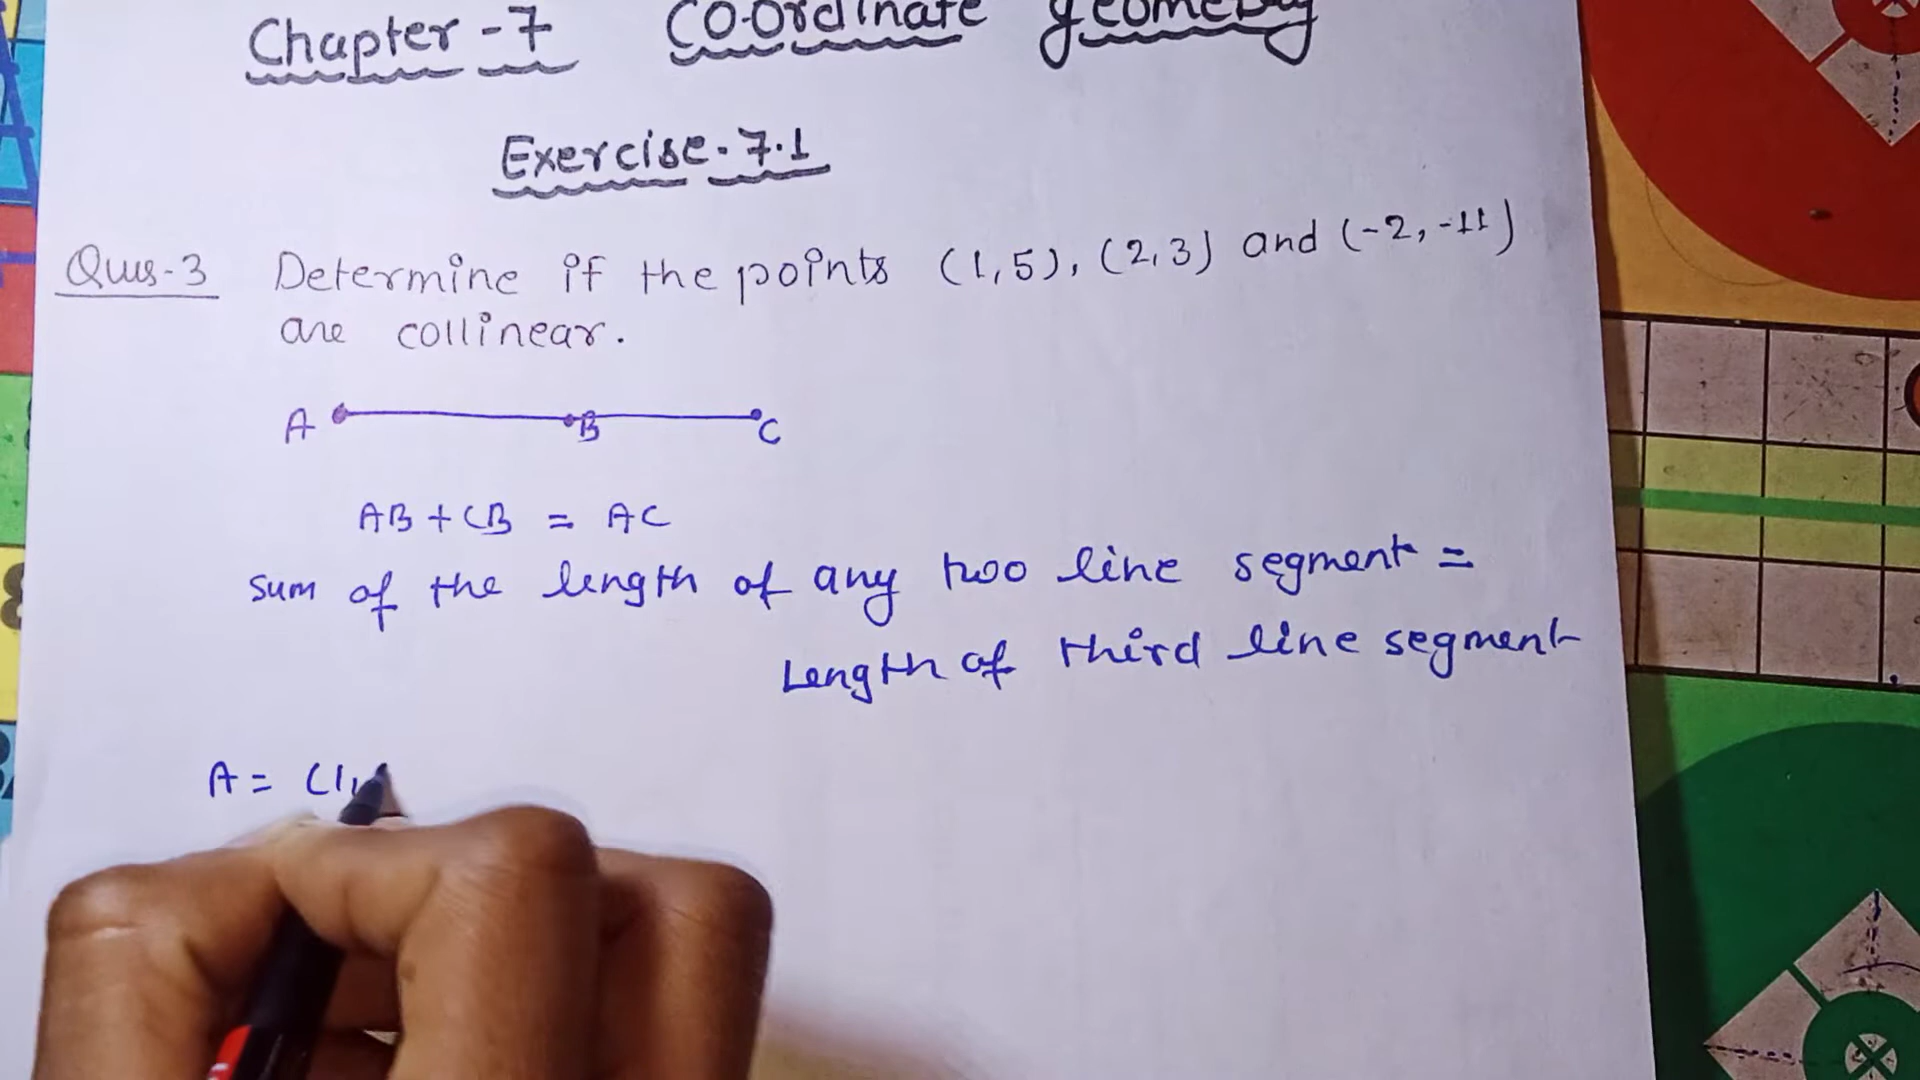 Chapter-7 Co-ordinate geometry
Exercise-7.1
Ques-3 Determine if the points (1,5), (2,3) and (-2,-11)
are collinear.
A B C
AB + CB = AC
Sum of the length of any two line segment =
Length of third line segment
A = (1,